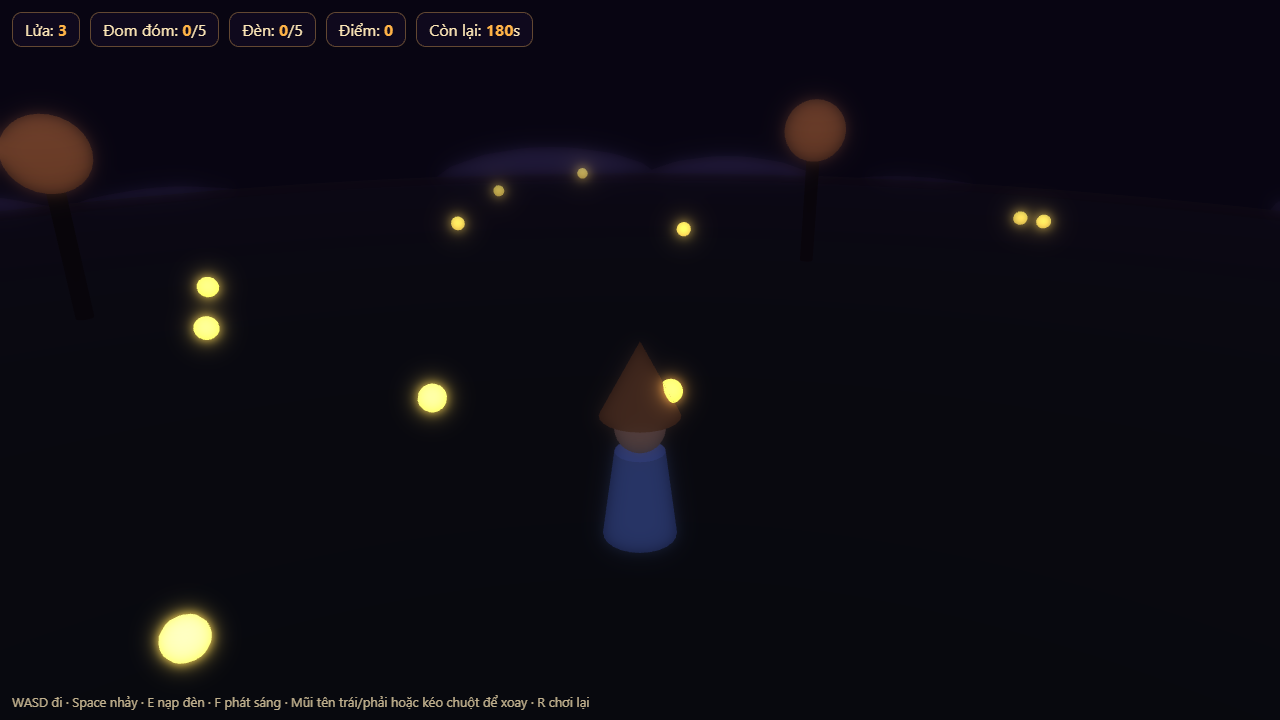 Lửa: 3
Đom đóm: 0/5
Đèn: 0/5
Điểm: 0
Còn lại: 180s
WASD đi · Space nhảy · E nạp đèn · F phát sáng · Mũi tên trái/phải hoặc kéo chuột để xoay · R chơi lại